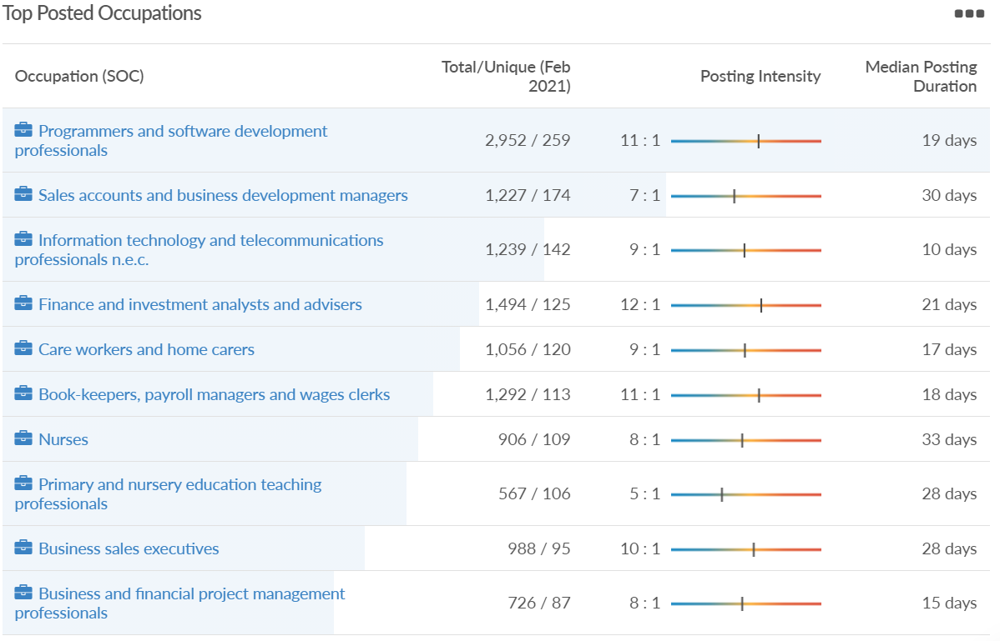 Top Posted Occupations
Occupation (SOC)
Total/Unique (Feb
2021)
Posting Intensity
Median Posting
Duration
Programmers and software development
professionals
2,952 / 259
11 : 1
19 days
Sales accounts and business development managers
1,227 / 174
7 : 1
30 days
Information technology and telecommunications
professionals n.e.c.
1,239 / 142
9 : 1
10 days
Finance and investment analysts and advisers
1,494 / 125
12 : 1
21 days
Care workers and home carers
1,056 / 120
9 : 1
17 days
Book-keepers, payroll managers and wages clerks
1,292 / 113
11 : 1
18 days
Nurses
906 / 109
8 : 1
33 days
Primary and nursery education teaching
professionals
567 / 106
5 : 1
28 days
Business sales executives
988 / 95
10 : 1
28 days
Business and financial project management
professionals
726 / 87
8 : 1
15 days